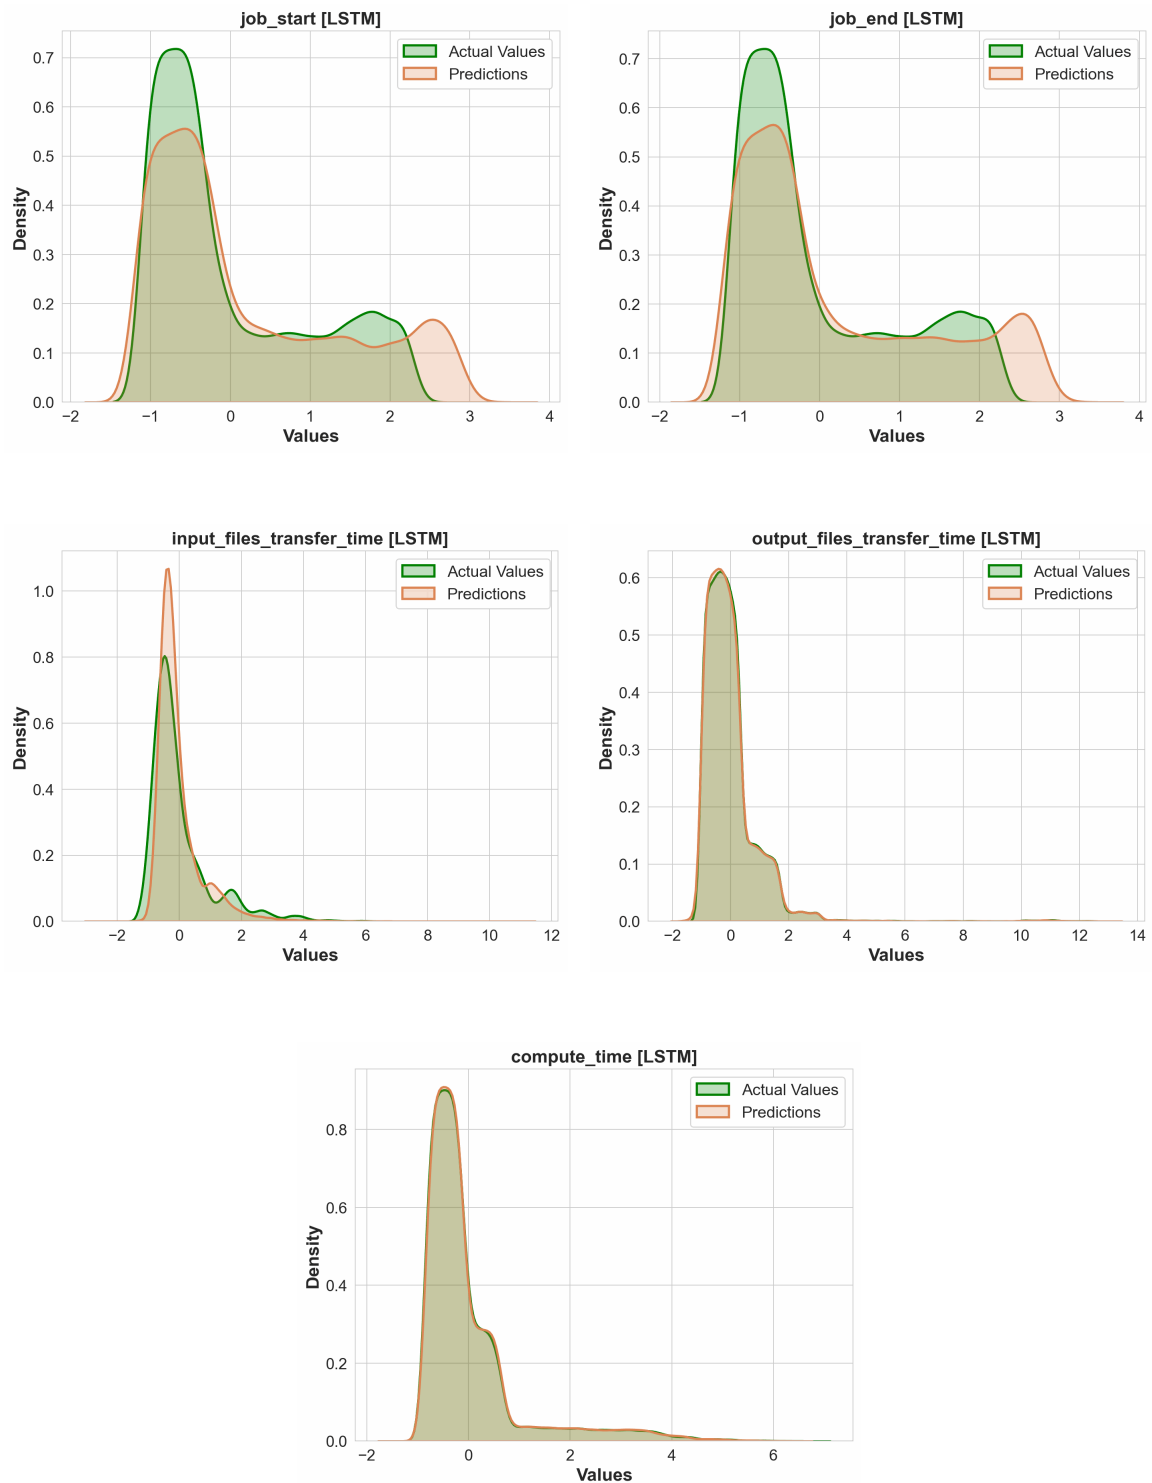 job_start [LSTM]
Actual Values
Predictions
0.7
0.6
0.5
0.4
0.3
0.2
0.1
0.0
Density
−2 −1 0 1 2 3 4
Values
job_end [LSTM]
Actual Values
Predictions
0.7
0.6
0.5
0.4
0.3
0.2
0.1
0.0
Density
−2 −1 0 1 2 3 4
Values
input_files_transfer_time [LSTM]
Actual Values
Predictions
1.0
0.8
0.6
0.4
0.2
0.0
Density
−2 0 2 4 6 8 10 12
Values
output_files_transfer_time [LSTM]
Actual Values
Predictions
0.6
0.5
0.4
0.3
0.2
0.1
0.0
Density
−2 0 2 4 6 8 10 12 14
Values
compute_time [LSTM]
Actual Values
Predictions
0.8
0.6
0.4
0.2
0.0
Density
−2 0 2 4 6
Values